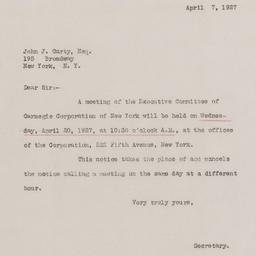 April 7, 1927
John J. Carty, Esq.
195 Broadway
New York, N. Y.
Dear Sir:-
A meeting of the Executive Committee of
Carnegie Corporation of New York will be held on Wednes-
day, April 20, 1927, at 10:30 o'clock A.M., at the offices
of the Corporation, 522 Fifth Avenue, New York.
This notice takes the place of and cancels
the notice calling a meeting on the same day at a different
hour.
Very truly yours,
Secretary.